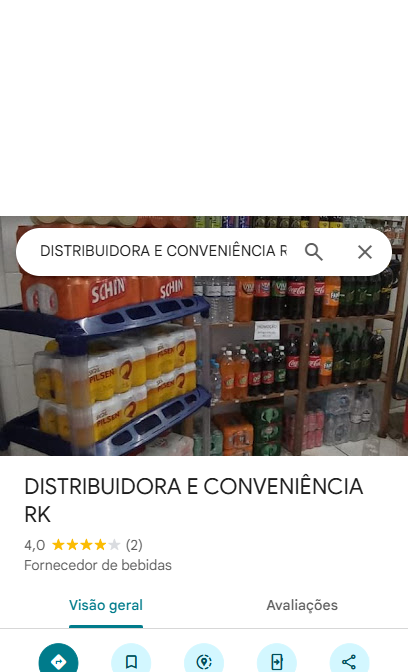 DISTRIBUIDORA E CONVENIÊNCIA R
SCHIN
SCHIN
PILSEN
PILSEN
DISTRIBUIDORA E CONVENIÊNCIA
RK
4,0 (2)
Fornecedor de bebidas
Visão geral
Avaliações